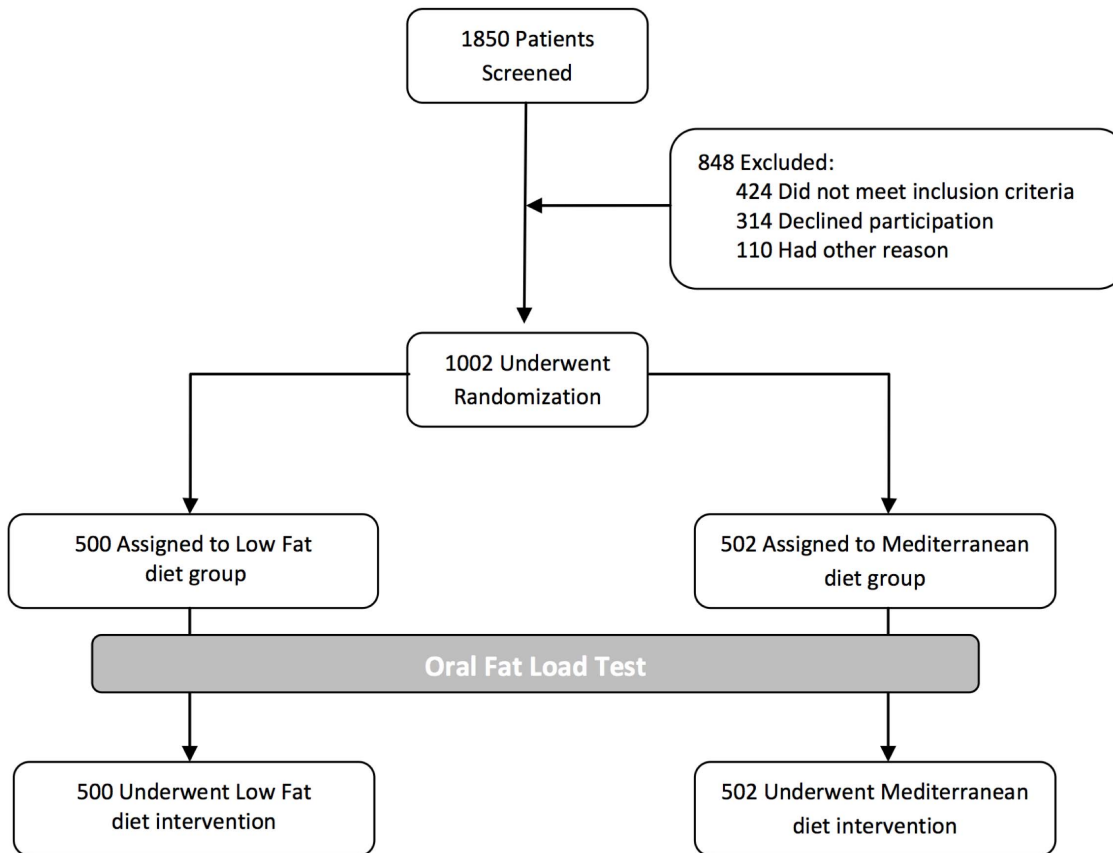 1850 Patients
Screened
848 Excluded:
424 Did not meet inclusion criteria
314 Declined participation
110 Had other reason
1002 Underwent
Randomization
500 Assigned to Low Fat
diet group
502 Assigned to Mediterranean
diet group
Oral Fat Load Test
500 Underwent Low Fat
diet intervention
502 Underwent Mediterranean
diet intervention